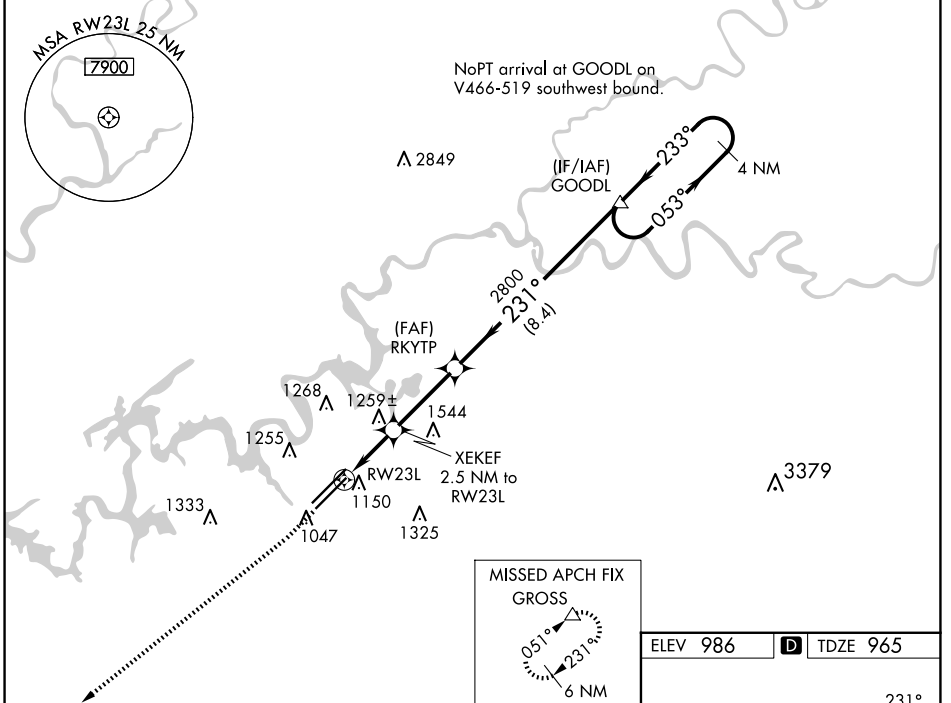 MSA RW23L 25 NM
7900
NoPT arrival at GOODL on
V466-519 southwest bound.
2849
(IF/IAF)
GOODL
233°
4 NM
053°
2800
231°
(8.4)
(FAF)
RKYTP
1268
1259±
1544
1255
XEKEF
2.5 NM to
RW23L
RW23L
1150
3379
1333
1047
1325
MISSED APCH FIX
GROSS
051°
231°
6 NM
ELEV 986
D
TDZE 965
231°